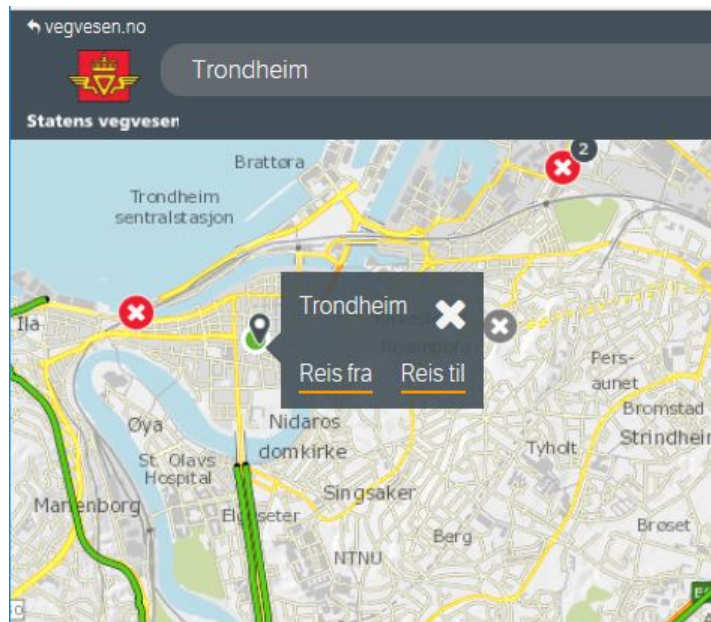 vegvesen.no
Trondheim
Statens vegvesen
Brattøra
2
Trondheim
sentralstasjon
Trondheim
Ila
Reis fra Reis til
Pers-
aunet
Bromstad
Øya
Nidaros
domkirke
Tyholt
Strindheim
St. Olavs
Hospital
Singsaker
Marienborg
Elgeseter
Berg
Brøset
NTNU